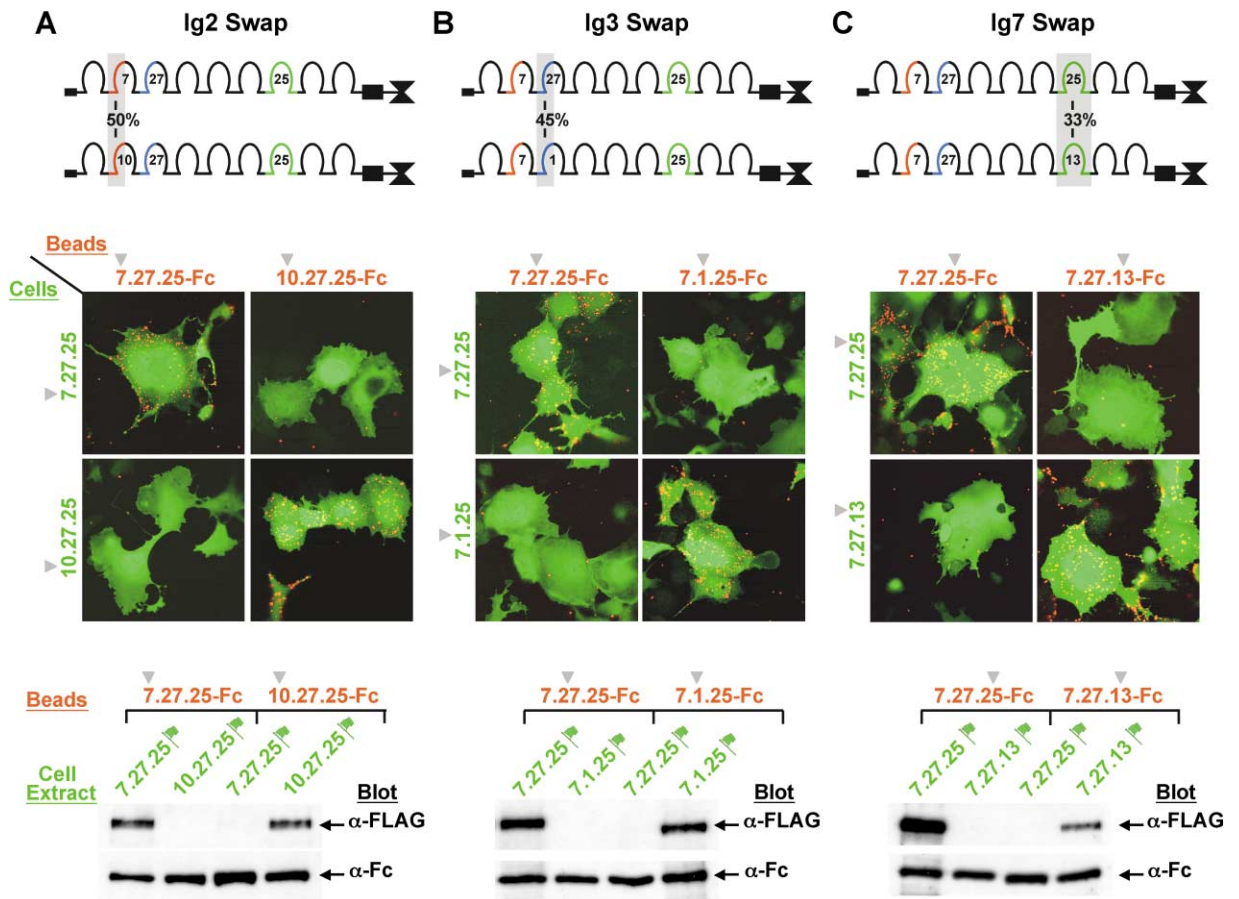 A Ig2 Swap
7 27 25
50%
10 27 25
B Ig3 Swap
7 27 25
45%
7 1 25
C Ig7 Swap
7 27 25
33%
7 27 13
Beads
Cells
7.27.25-Fc 10.27.25-Fc
7.27.25
10.27.25
7.27.25-Fc 7.1.25-Fc
7.27.25
7.1.25
7.27.25-Fc 7.27.13-Fc
7.27.25
7.27.13
Beads
7.27.25-Fc 10.27.25-Fc
Cell
Extract
7.27.25 10.27.25 7.27.25 10.27.25
Blot
α-FLAG
α-Fc
7.27.25-Fc 7.1.25-Fc
7.27.25 7.1.25 7.27.25 7.1.25
Blot
α-FLAG
α-Fc
7.27.25-Fc 7.27.13-Fc
7.27.25 7.27.13 7.27.25 7.27.13
Blot
α-FLAG
α-Fc